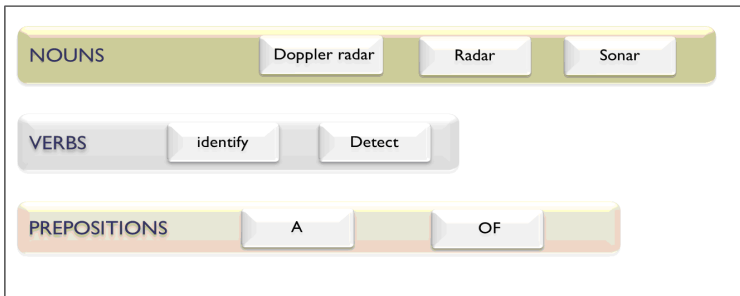 NOUNS Doppler radar Radar Sonar
VERBS identify Detect
PREPOSITIONS A OF